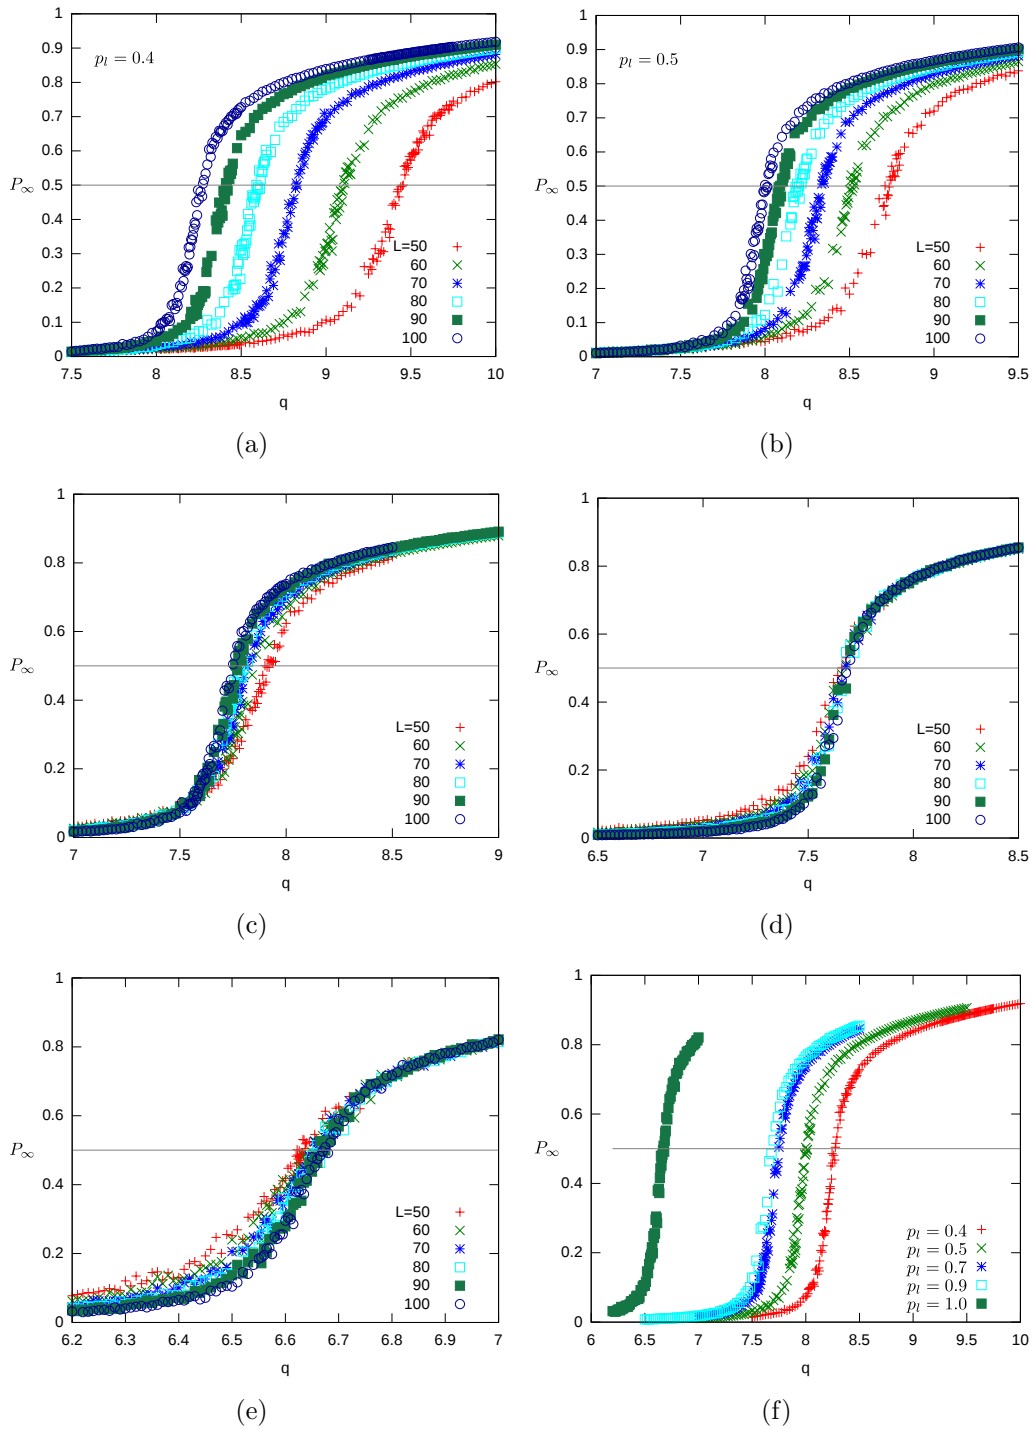 1
0.9
0.8
0.7
0.6
P∞ 0.5
0.4
0.3
0.2
0.1
0
p_l = 0.4
L=50
60
70
80
90
100
7.5 8 8.5 9 9.5 10
q
(a)
1
0.9
0.8
0.7
0.6
P∞ 0.5
0.4
0.3
0.2
0.1
0
p_l = 0.5
L=50
60
70
80
90
100
7 7.5 8 8.5 9 9.5
q
(b)
1
0.8
0.6
P∞
0.4
0.2
0
L=50
60
70
80
90
100
7 7.5 8 8.5 9
q
(c)
1
0.8
0.6
P∞
0.4
0.2
0
L=50
60
70
80
90
100
6.5 7 7.5 8 8.5
q
(d)
1
0.8
0.6
P∞
0.4
0.2
0
L=50
60
70
80
90
100
6.2 6.3 6.4 6.5 6.6 6.7 6.8 6.9 7
q
(e)
1
0.8
0.6
P∞
0.4
0.2
0
p_l = 0.4
p_l = 0.5
p_l = 0.7
p_l = 0.9
p_l = 1.0
6 6.5 7 7.5 8 8.5 9 9.5 10
q
(f)